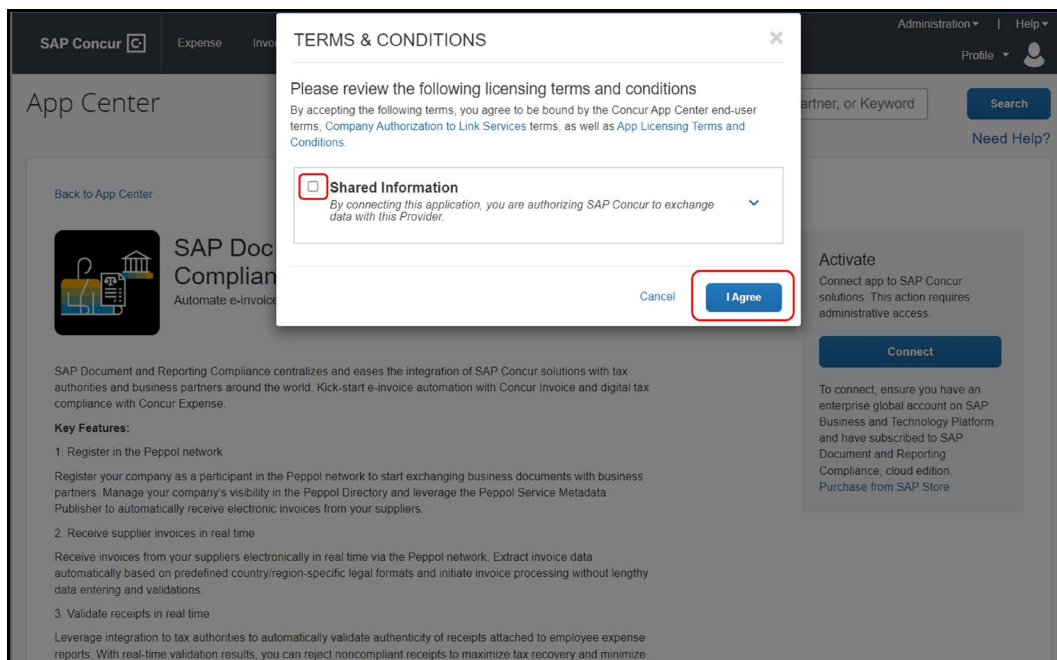 SAP Concur C
Expense
Invoi
Administration
|
Help
Profile
App Center
artner, or Keyword
Search
Need Help?
TERMS & CONDITIONS
×
Please review the following licensing terms and conditions
By accepting the following terms, you agree to be bound by the Concur App Center end-user
terms, Company Authorization to Link Services terms, as well as App Licensing Terms and
Conditions.
Shared Information
By connecting this application, you are authorizing SAP Concur to exchange
data with this Provider.
Cancel
I Agree
Back to App Center
SAP Doc
Complian
Automate e-invoice
Activate
Connect app to SAP Concur
solutions. This action requires
administrative access.
Connect
To connect, ensure you have an
enterprise global account on SAP
Business and Technology Platform
and have subscribed to SAP
Document and Reporting
Compliance, cloud edition.
Purchase from SAP Store
SAP Document and Reporting Compliance centralizes and eases the integration of SAP Concur solutions with tax
authorities and business partners around the world. Kick-start e-invoice automation with Concur Invoice and digital tax
compliance with Concur Expense.
Key Features:
1. Register in the Peppol network
Register your company as a participant in the Peppol network to start exchanging business documents with business
partners. Manage your company's visibility in the Peppol Directory and leverage the Peppol Service Metadata
Publisher to automatically receive electronic invoices from your suppliers.
2. Receive supplier invoices in real time
Receive invoices from your suppliers electronically in real time via the Peppol network. Extract invoice data
automatically based on predefined country/region-specific legal formats and initiate invoice processing without lengthy
data entering and validations.
3. Validate receipts in real time
Leverage integration to tax authorities to automatically validate authenticity of receipts attached to employee expense
reports. With real-time validation results, you can reject noncompliant receipts to maximize tax recovery and minimize